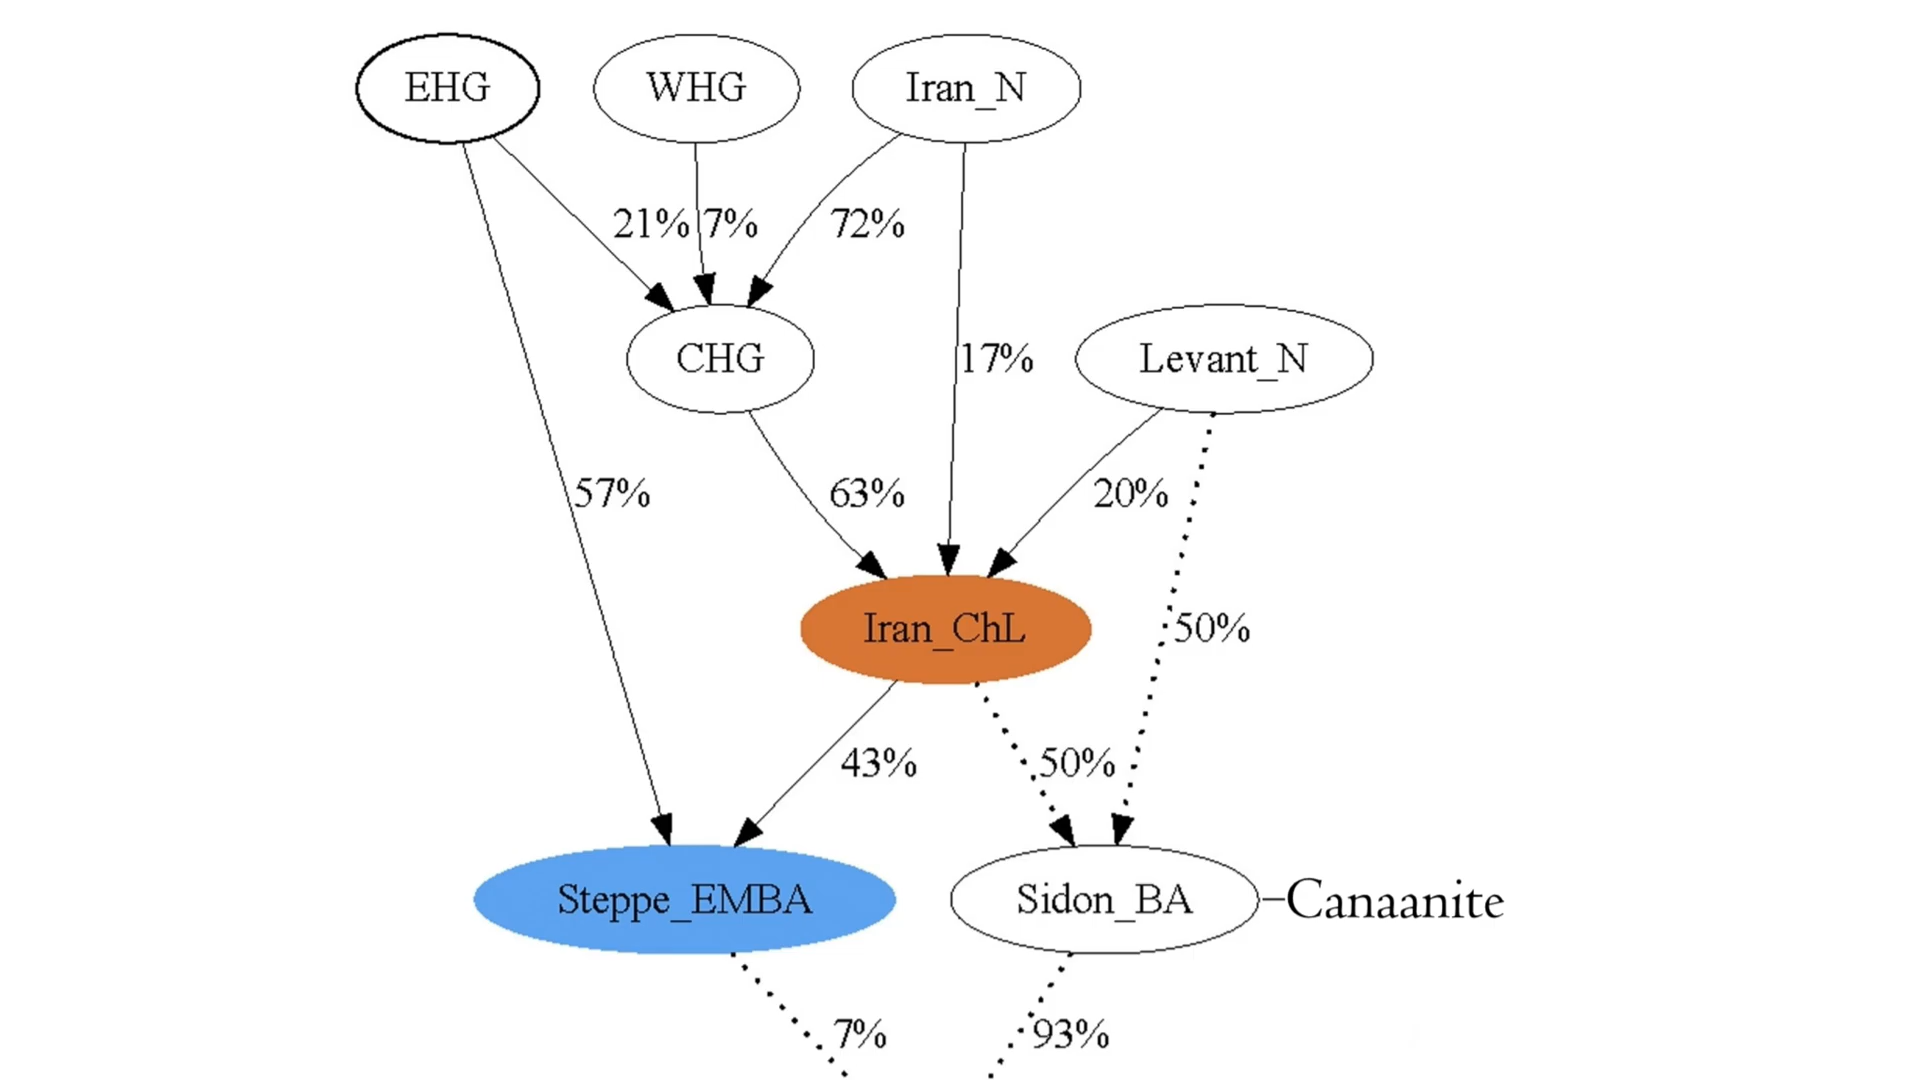 EHG
WHG
Iran_N
21%
7%
72%
CHG
17%
Levant_N
57%
63%
20%
Iran_ChL
50%
43%
50%
Steppe_EMBA
Sidon_BA
Canaanite
7%
93%